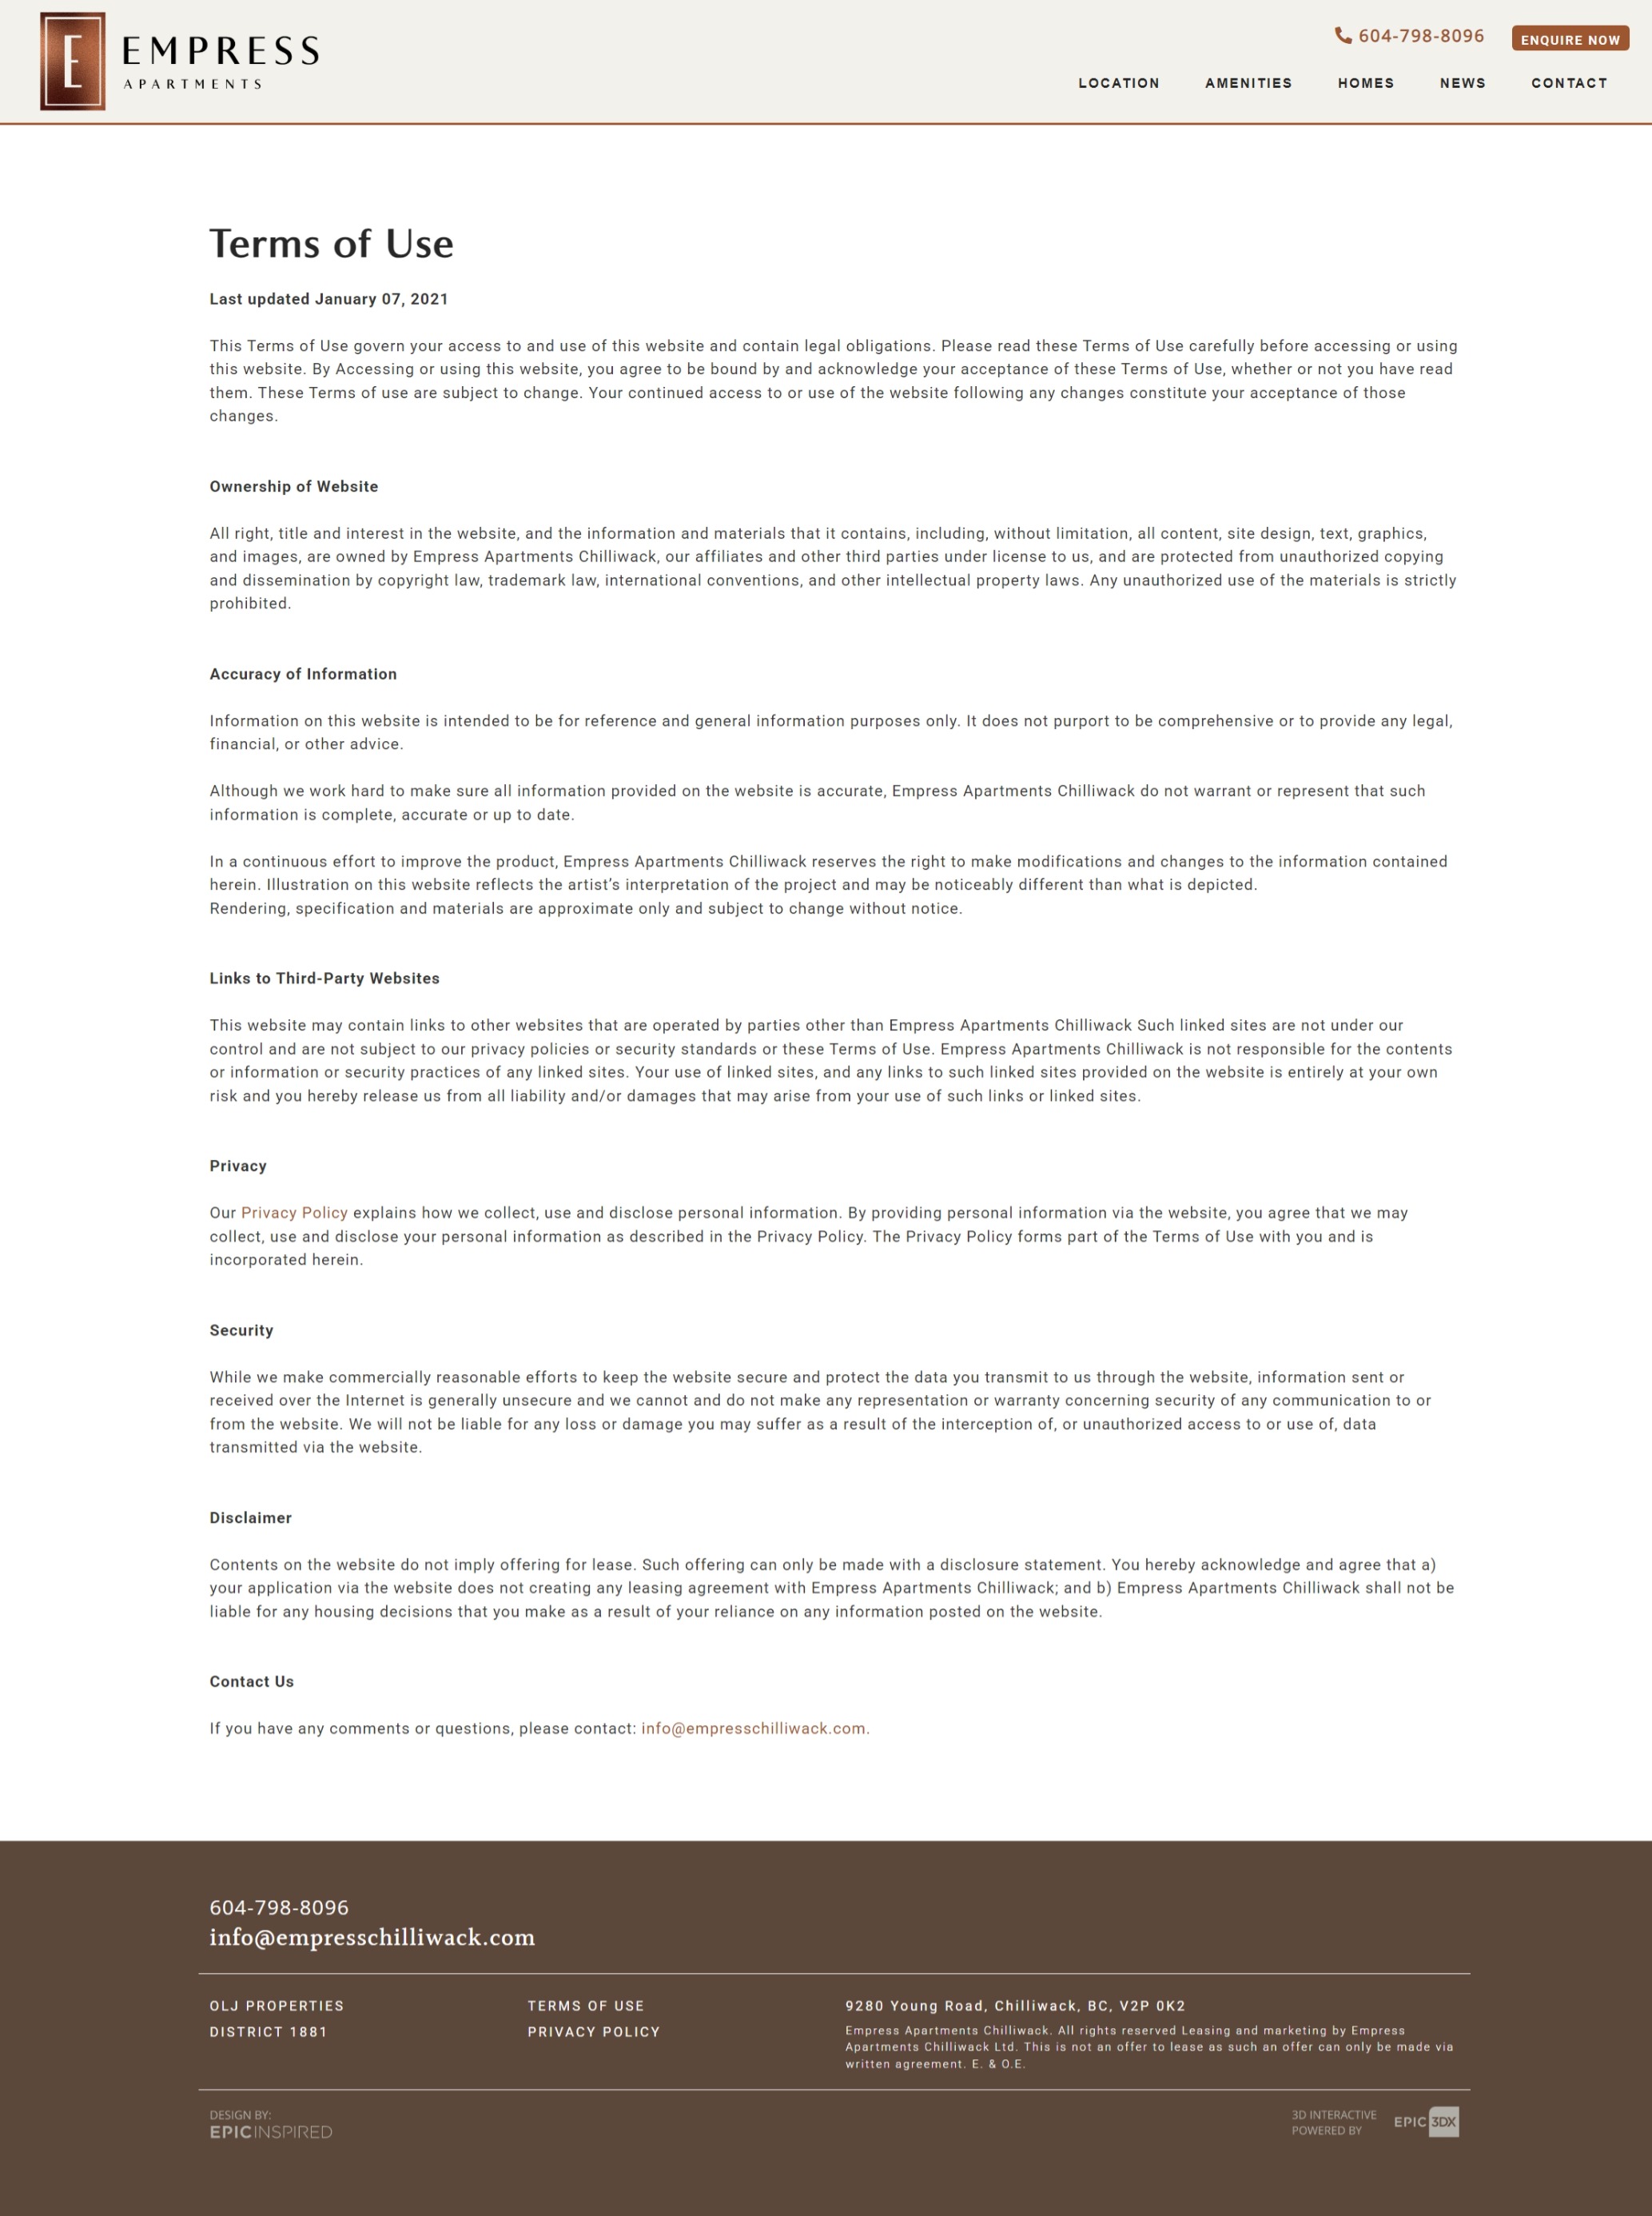 E
EMPRESS
APARTMENTS
604-798-8096
ENQUIRE NOW
LOCATION
AMENITIES
HOMES
NEWS
CONTACT
Terms of Use
Last updated January 07, 2021
This Terms of Use govern your access to and use of this website and contain legal obligations. Please read these Terms of Use carefully before accessing or using
this website. By Accessing or using this website, you agree to be bound by and acknowledge your acceptance of these Terms of Use, whether or not you have read
them. These Terms of use are subject to change. Your continued access to or use of the website following any changes constitute your acceptance of those
changes.
Ownership of Website
All right, title and interest in the website, and the information and materials that it contains, including, without limitation, all content, site design, text, graphics,
and images, are owned by Empress Apartments Chilliwack, our affiliates and other third parties under license to us, and are protected from unauthorized copying
and dissemination by copyright law, trademark law, international conventions, and other intellectual property laws. Any unauthorized use of the materials is strictly
prohibited.
Accuracy of Information
Information on this website is intended to be for reference and general information purposes only. It does not purport to be comprehensive or to provide any legal,
financial, or other advice.
Although we work hard to make sure all information provided on the website is accurate, Empress Apartments Chilliwack do not warrant or represent that such
information is complete, accurate or up to date.
In a continuous effort to improve the product, Empress Apartments Chilliwack reserves the right to make modifications and changes to the information contained
herein. Illustration on this website reflects the artist’s interpretation of the project and may be noticeably different than what is depicted.
Rendering, specification and materials are approximate only and subject to change without notice.
Links to Third-Party Websites
This website may contain links to other websites that are operated by parties other than Empress Apartments Chilliwack Such linked sites are not under our
control and are not subject to our privacy policies or security standards or these Terms of Use. Empress Apartments Chilliwack is not responsible for the contents
or information or security practices of any linked sites. Your use of linked sites, and any links to such linked sites provided on the website is entirely at your own
risk and you hereby release us from all liability and/or damages that may arise from your use of such links or linked sites.
Privacy
Our Privacy Policy explains how we collect, use and disclose personal information. By providing personal information via the website, you agree that we may
collect, use and disclose your personal information as described in the Privacy Policy. The Privacy Policy forms part of the Terms of Use with you and is
incorporated herein.
Security
While we make commercially reasonable efforts to keep the website secure and protect the data you transmit to us through the website, information sent or
received over the Internet is generally unsecure and we cannot and do not make any representation or warranty concerning security of any communication to or
from the website. We will not be liable for any loss or damage you may suffer as a result of the interception of, or unauthorized access to or use of, data
transmitted via the website.
Disclaimer
Contents on the website do not imply offering for lease. Such offering can only be made with a disclosure statement. You hereby acknowledge and agree that a)
your application via the website does not creating any leasing agreement with Empress Apartments Chilliwack; and b) Empress Apartments Chilliwack shall not be
liable for any housing decisions that you make as a result of your reliance on any information posted on the website.
Contact Us
If you have any comments or questions, please contact: info@empresschilliwack.com.
604-798-8096
info@empresschilliwack.com
OLJ PROPERTIES
DISTRICT 1881
TERMS OF USE
PRIVACY POLICY
9280 Young Road, Chilliwack, BC, V2P 0K2
Empress Apartments Chilliwack. All rights reserved Leasing and marketing by Empress
Apartments Chilliwack Ltd. This is not an offer to lease as such an offer can only be made via
written agreement. E. & O.E.
DESIGN BY:
EPICINSPIRED
3D INTERACTIVE
POWERED BY
EPIC 3DX